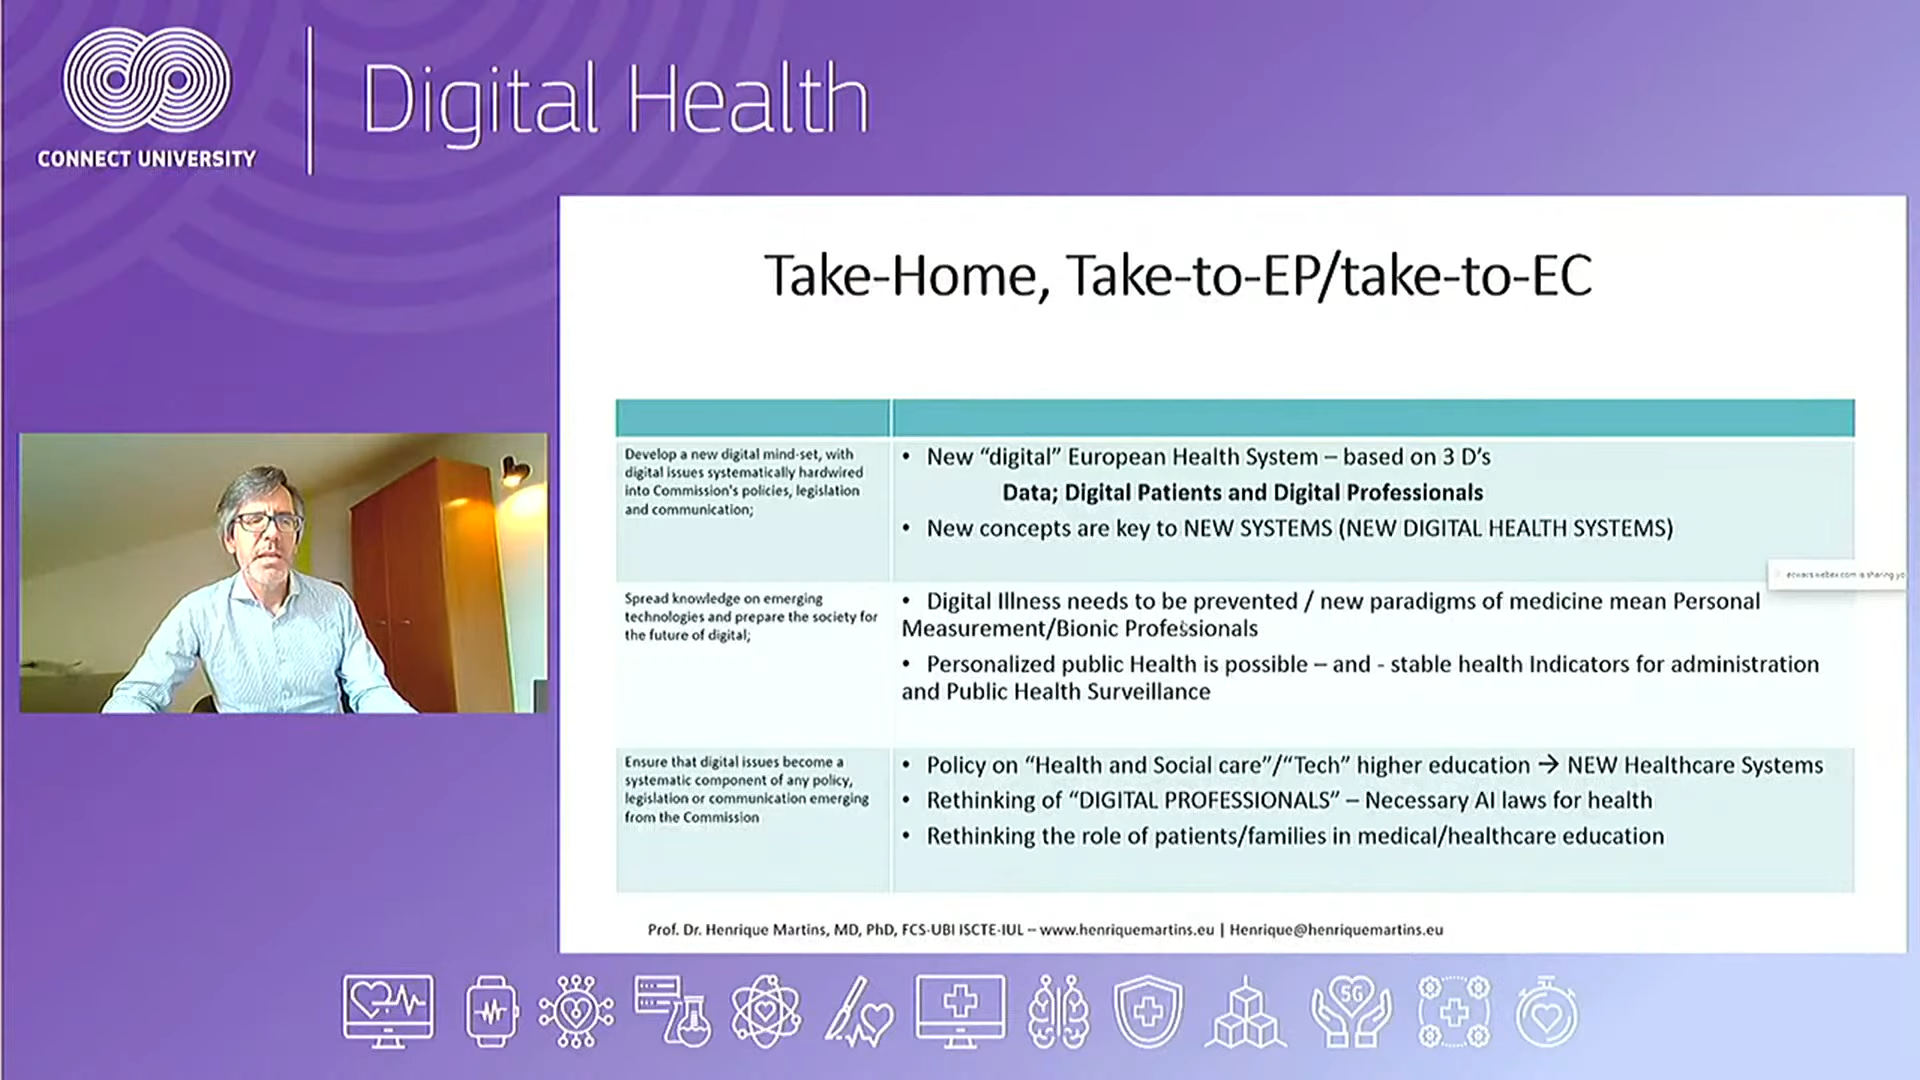 CONNECT UNIVERSITY
Digital Health
Take-Home, Take-to-EP/take-to-EC
Develop a new digital mind-set, with
digital issues systematically hardwired
into Commission's policies, legislation
and communication;
• New “digital” European Health System – based on 3 D’s
Data; Digital Patients and Digital Professionals
• New concepts are key to NEW SYSTEMS (NEW DIGITAL HEALTH SYSTEMS)
Spread knowledge on emerging
technologies and prepare the society for
the future of digital;
• Digital Illness needs to be prevented / new paradigms of medicine mean Personal
Measurement/Bionic Professionals
• Personalized public Health is possible – and - stable health Indicators for administration
and Public Health Surveillance
Ensure that digital issues become a
systematic component of any policy,
legislation or communication emerging
from the Commission
• Policy on “Health and Social care”/“Tech” higher education → NEW Healthcare Systems
• Rethinking of “DIGITAL PROFESSIONALS” – Necessary AI laws for health
• Rethinking the role of patients/families in medical/healthcare education
Prof. Dr. Henrique Martins, MD, PhD, FCS-UBI ISCTE-IUL – www.henriquemartins.eu | Henrique@henriquemartins.eu
is sharing
5G